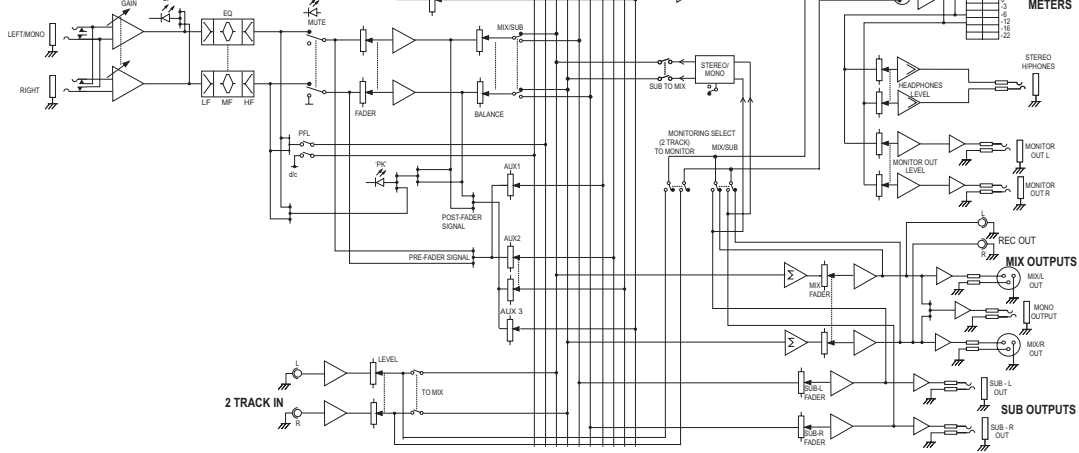 GAIN
EQ
MUTE
MIX/SUB
LEFT/MONO
RIGHT
LF MF HF
FADER
BALANCE
PFL
d/c
'PK'
AUX1
POST-FADER
SIGNAL
AUX2
PRE-FADER SIGNAL
AUX 3
L
LEVEL
2 TRACK IN
R
TO MIX
STEREO/
MONO
SUB TO MIX
MONITORING SELECT
(2 TRACK)
TO MONITOR
MIX/SUB
-3
-6
-12
-16
-22
METERS
STEREO
H/PHONES
HEADPHONES
LEVEL
MONITOR
OUT L
MONITOR OUT
LEVEL
MONITOR
OUT R
L
REC OUT
R
MIX OUTPUTS
Σ
MIX
FADER
MIX/L
OUT
MONO
OUTPUT
Σ
MIX/R
OUT
SUB-L
FADER
SUB - L
OUT
SUB OUTPUTS
SUB-R
FADER
SUB - R
OUT